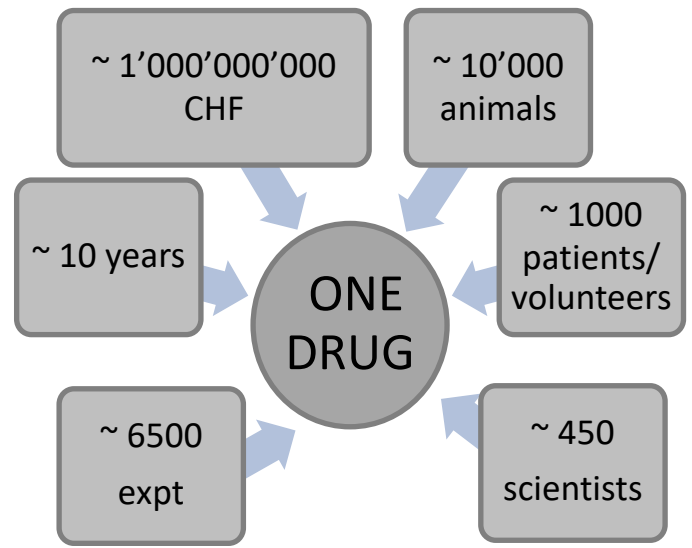 ~ 1’000’000’000
CHF
~ 10’000
animals
~ 10 years
~ 1000
patients/
volunteers
ONE
DRUG
~ 6500
expt
~ 450
scientists